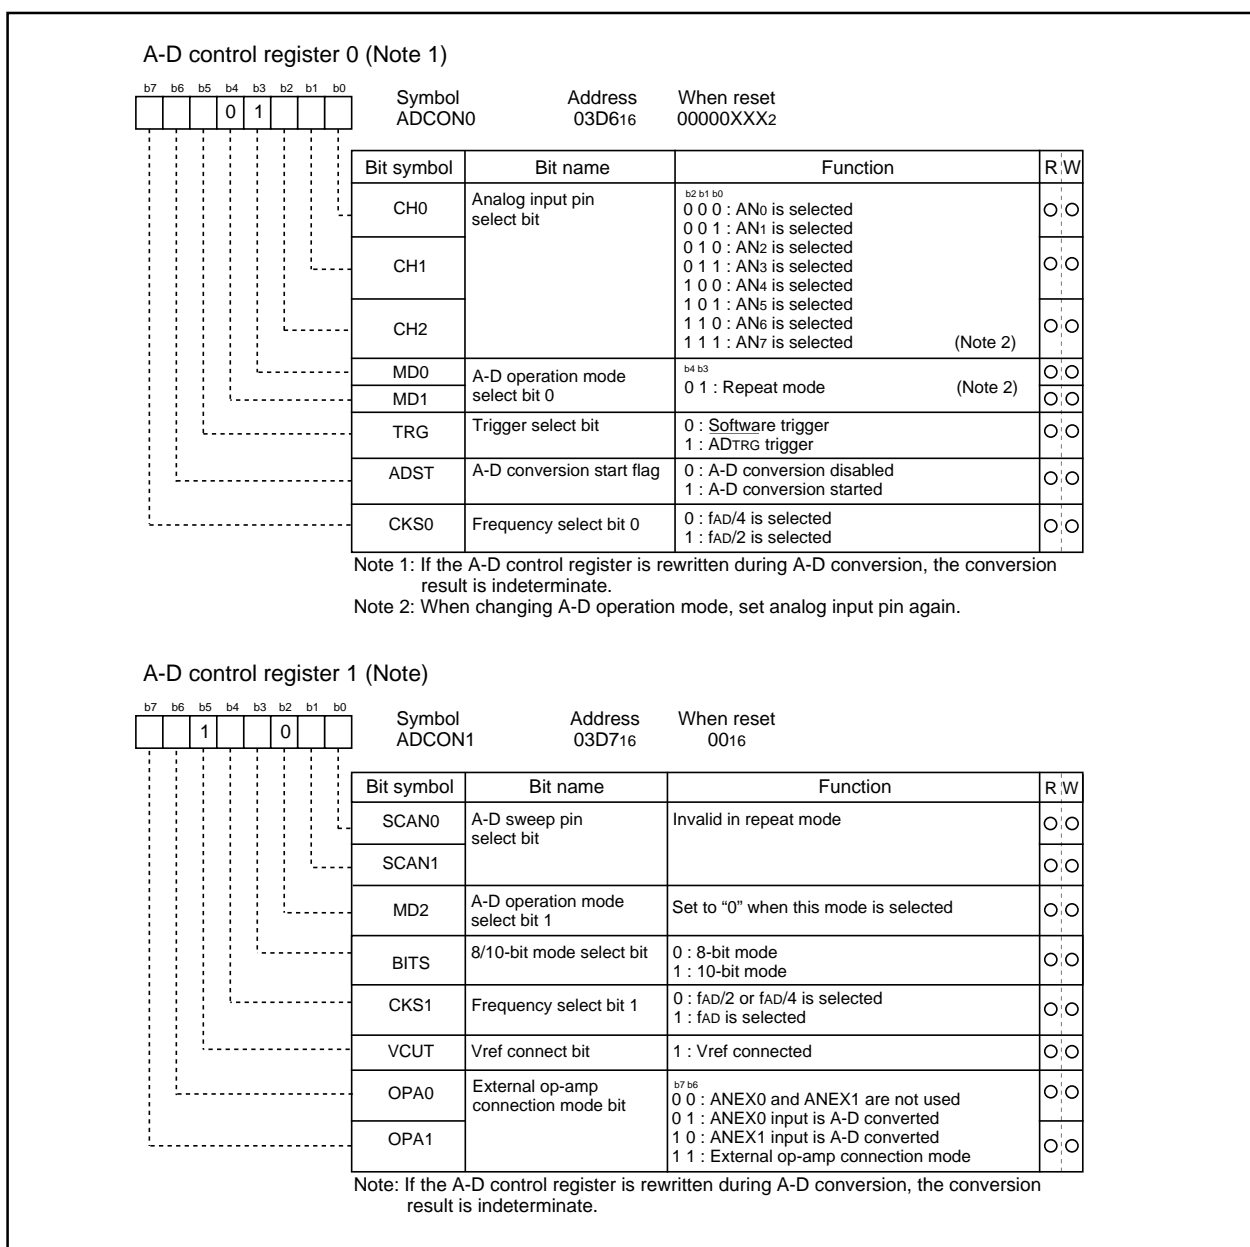 A-D control register 0 (Note 1)
b7 b6 b5 b4 b3 b2 b1 b0
0 1
Symbol Address When reset
ADCON0 03D616 00000XXX2
Bit symbol Bit name Function R W
CH0 Analog input pin select bit
b2 b1 b0
0 0 0 : AN0 is selected
0 0 1 : AN1 is selected
0 1 0 : AN2 is selected
CH1
0 1 1 : AN3 is selected
1 0 0 : AN4 is selected
1 0 1 : AN5 is selected
CH2
1 1 0 : AN6 is selected
1 1 1 : AN7 is selected (Note 2)
MD0
MD1
A-D operation mode
select bit 0
b4 b3
0 1 : Repeat mode (Note 2)
TRG Trigger select bit
0 : Software trigger
1 : ADTRG trigger
ADST A-D conversion start flag
0 : A-D conversion disabled
1 : A-D conversion started
CKS0 Frequency select bit 0
0 : fAD/4 is selected
1 : fAD/2 is selected
Note 1: If the A-D control register is rewritten during A-D conversion, the conversion
result is indeterminate.
Note 2: When changing A-D operation mode, set analog input pin again.
A-D control register 1 (Note)
b7 b6 b5 b4 b3 b2 b1 b0
1 0
Symbol Address When reset
ADCON1 03D716 0016
Bit symbol Bit name Function R W
SCAN0
SCAN1
A-D sweep pin
select bit
Invalid in repeat mode
MD2
A-D operation mode
select bit 1
Set to “0” when this mode is selected
BITS 8/10-bit mode select bit
0 : 8-bit mode
1 : 10-bit mode
CKS1 Frequency select bit 1
0 : fAD/2 or fAD/4 is selected
1 : fAD is selected
VCUT Vref connect bit 1 : Vref connected
OPA0
OPA1
External op-amp
connection mode bit
b7 b6
0 0 : ANEX0 and ANEX1 are not used
0 1 : ANEX0 input is A-D converted
1 0 : ANEX1 input is A-D converted
1 1 : External op-amp connection mode
Note: If the A-D control register is rewritten during A-D conversion, the conversion
result is indeterminate.